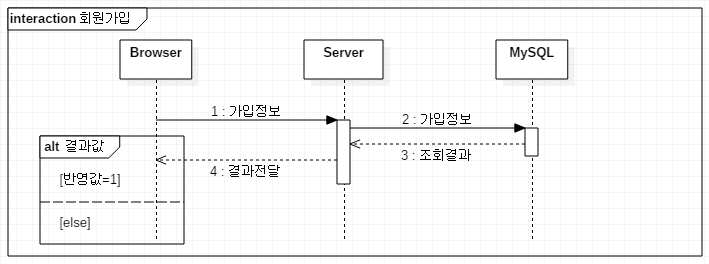 interaction 회원가입
Browser
Server
MySQL
1 : 가입정보
2 : 가입정보
3 : 조회결과
4 : 결과전달
alt 결과값
[반영값=1]
[else]